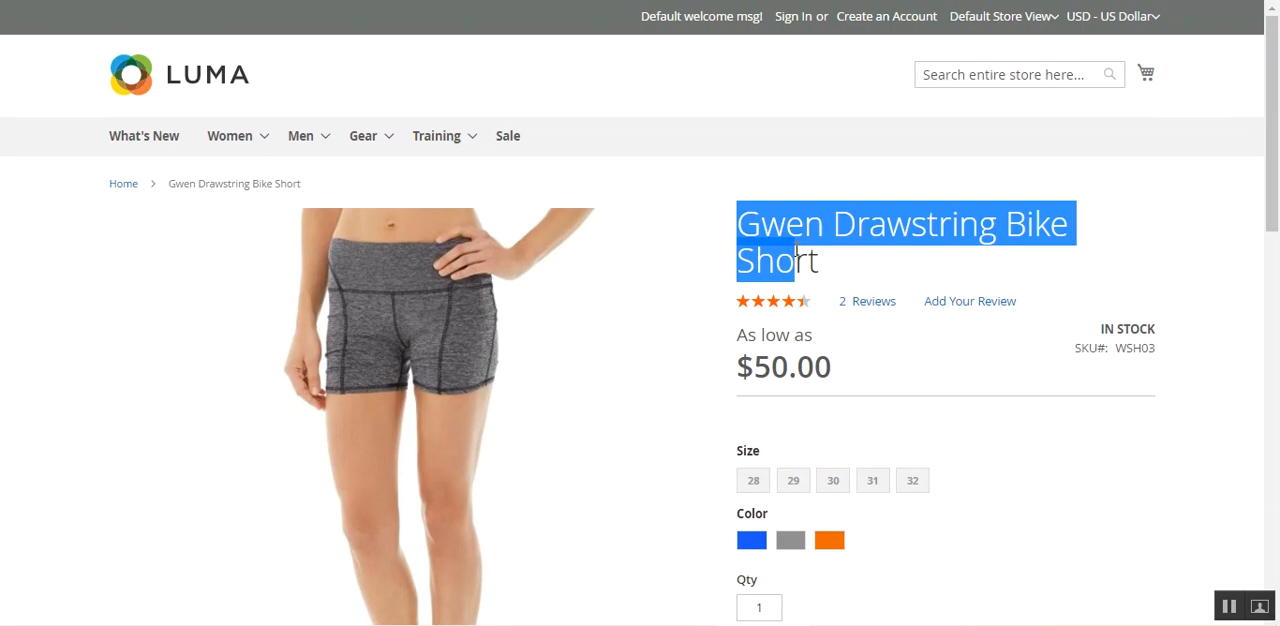 Default welcome msg! Sign In or Create an Account Default Store View USD - US Dollar
LUMA
Search entire store here...
What's New Women Men Gear Training Sale
Home Gwen Drawstring Bike Short
Gwen Drawstring Bike
Short
2 Reviews Add Your Review
As low as
$50.00
IN STOCK
SKU#: WSH03
Size
28 29 30 31 32
Color
Qty
1